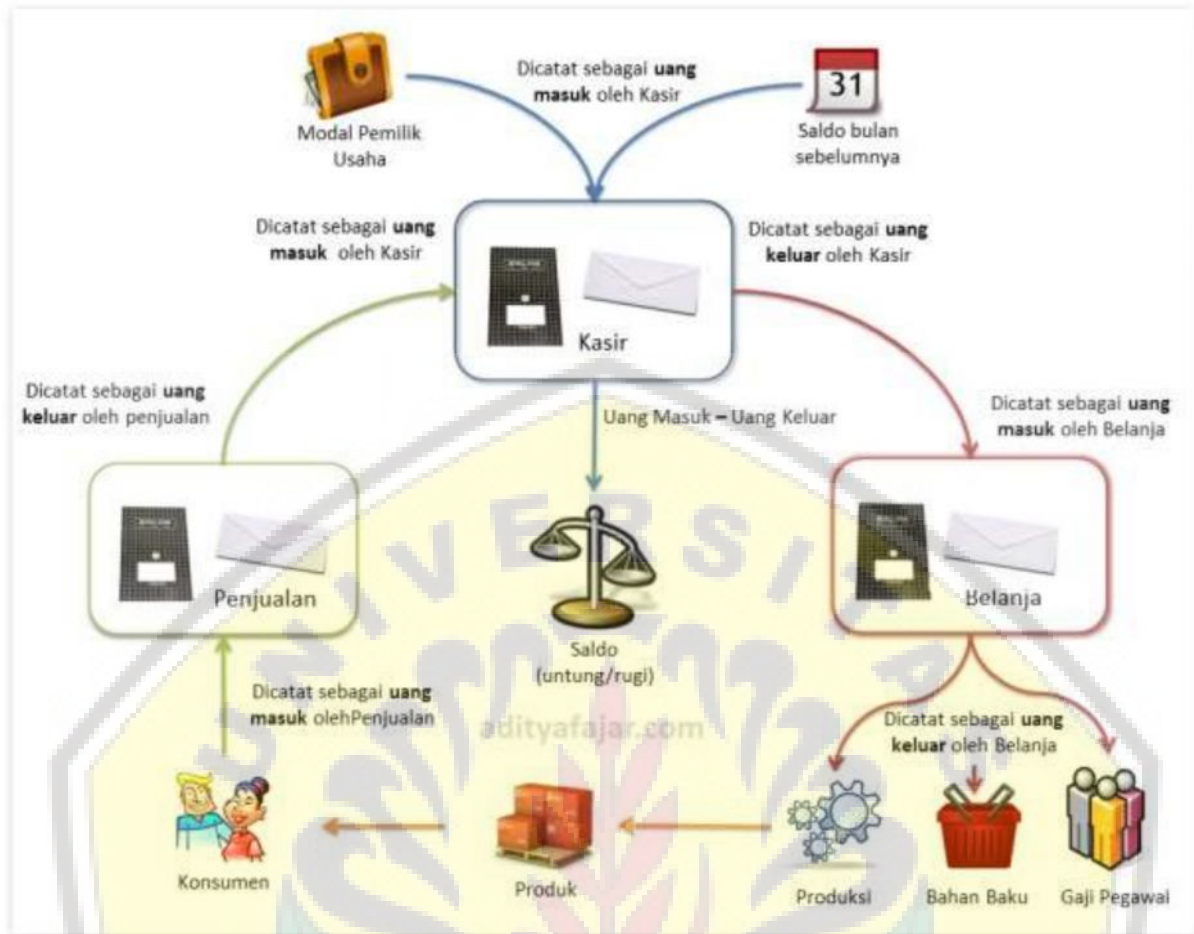 Dicatat sebagai uang
masuk oleh Kasir
31
Modal Pemilik
Usaha
Saldo bulan
sebelumnya
Dicatat sebagai uang
masuk oleh Kasir
Dicatat sebagai uang
keluar oleh Kasir
Kasir
Dicatat sebagai uang
keluar oleh penjualan
Uang Masuk – Uang Keluar
Dicatat sebagai uang
masuk oleh Belanja
Penjualan
Belanja
UNIVERSITAS
Saldo
(untung/rugi)
Dicatat sebagai uang
masuk olehPenjualan
adityafajar.com
Dicatat sebagai uang
keluar oleh Belanja
Konsumen
Produk
Produksi
Bahan Baku
Gaji Pegawai